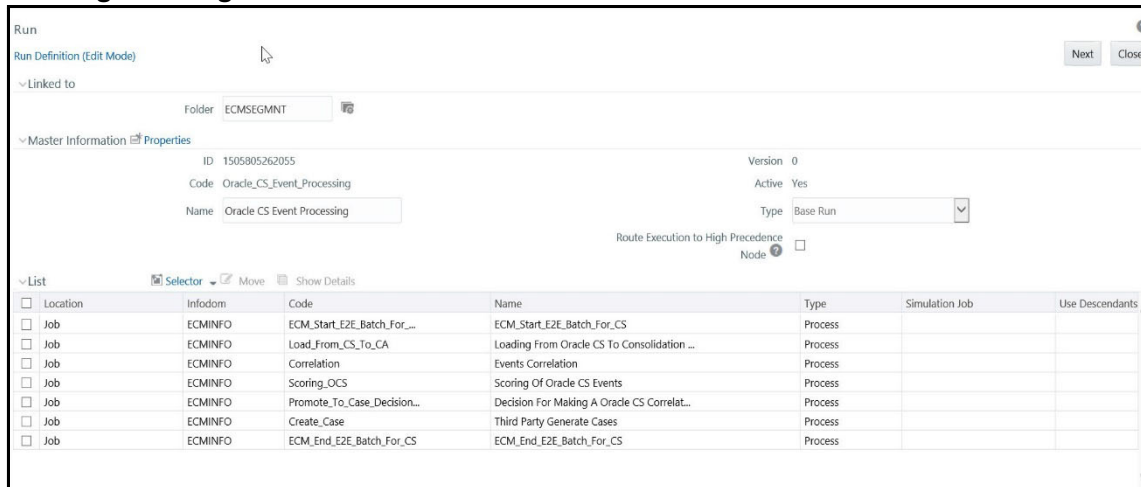 Run
Run Definition (Edit Mode)
Next Close
Linked to
Folder ECMSEGMNT
Master Information Properties
ID 1505805262055 Version 0
Code Oracle_CS_Event_Processing Active Yes
Name Oracle CS Event Processing Type Base Run
Route Execution to High Precedence
Node
List Selector Move Show Details
Location Infodom Code Name Type Simulation Job Use Descendants
Job ECMINFO ECM_Start_E2E_Batch_For_... ECM_Start_E2E_Batch_For_CS Process
Job ECMINFO Load_From_CS_To_CA Loading From Oracle CS To Consolidation ... Process
Job ECMINFO Correlation Events Correlation Process
Job ECMINFO Scoring_OCS Scoring Of Oracle CS Events Process
Job ECMINFO Promote_To_Case_Decision... Decision For Making A Oracle CS Correlat... Process
Job ECMINFO Create_Case Third Party Generate Cases Process
Job ECMINFO ECM_End_E2E_Batch_For_CS ECM_End_E2E_Batch_For_CS Process